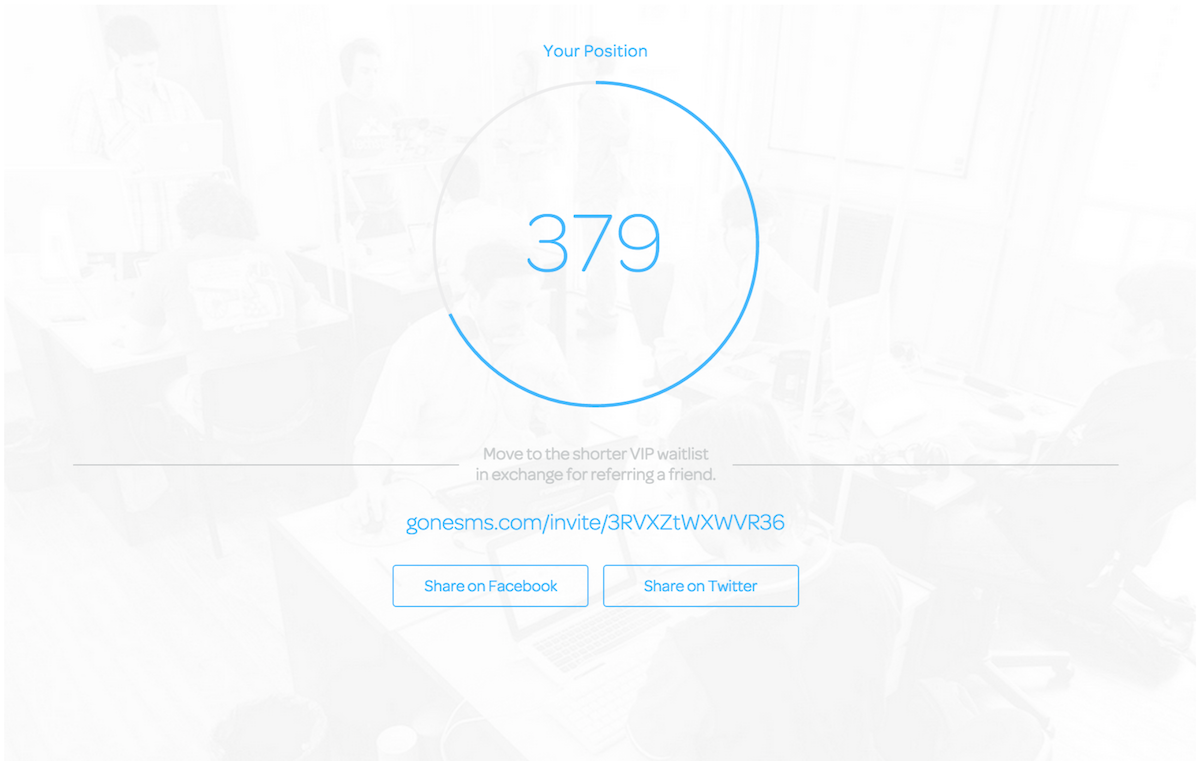 Your Position
379
Move to the shorter VIP waitlist
in exchange for referring a friend.
gonesms.com/invite/3RVXZtWXWVR36
Share on Facebook
Share on Twitter